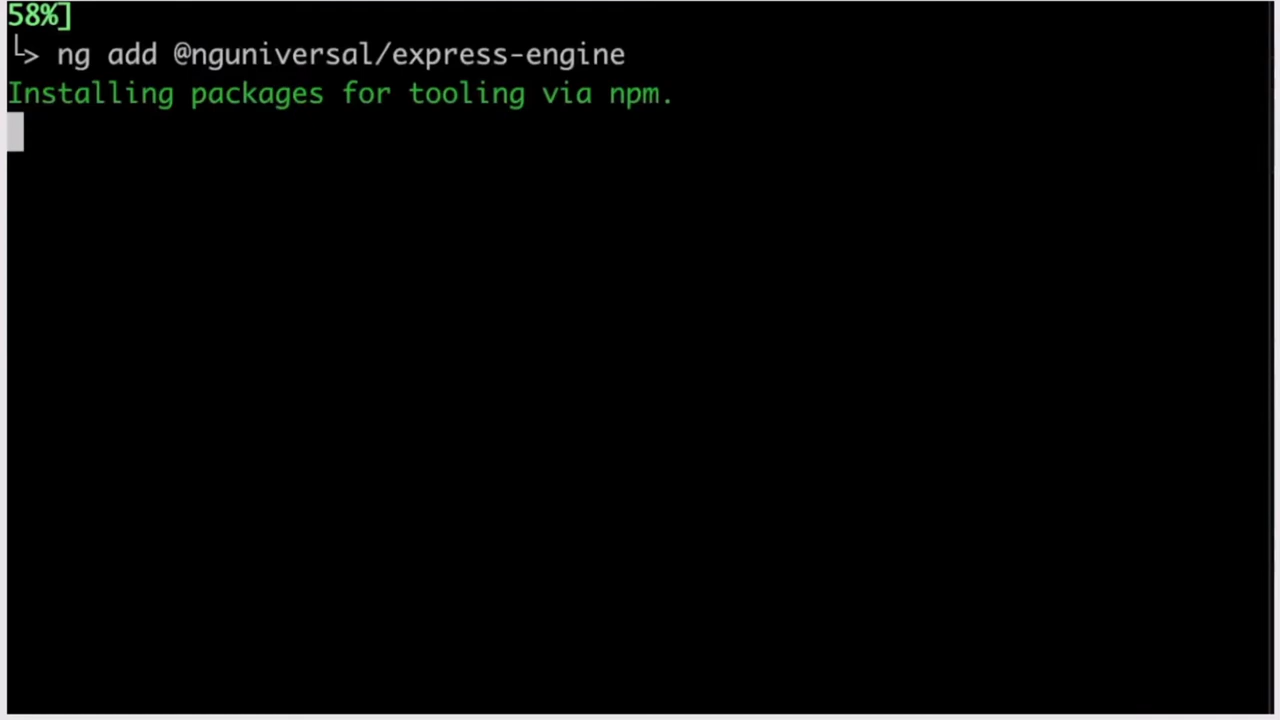 58%]
└> ng add @nguniversal/express-engine
Installing packages for tooling via npm.